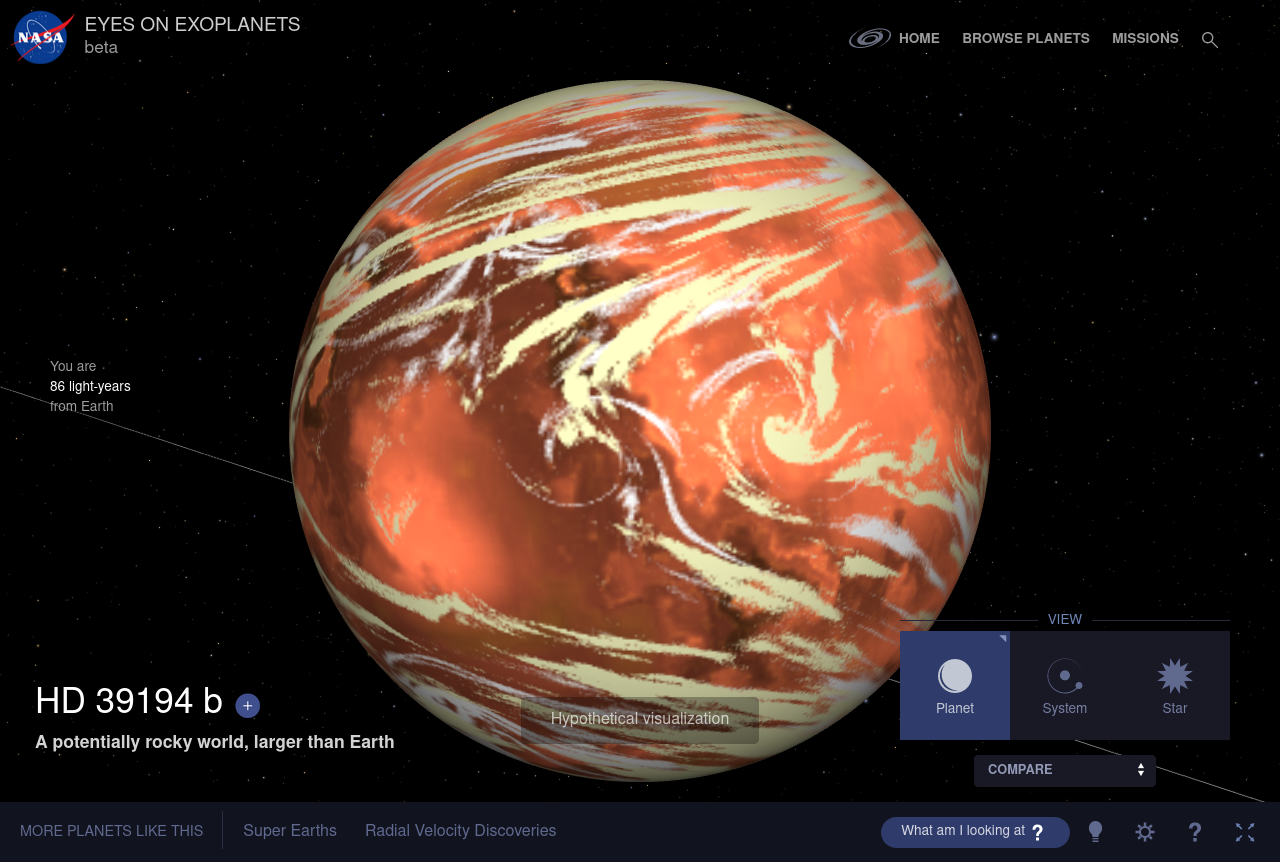 NASA
EYES ON EXOPLANETS
beta
HOME
BROWSE PLANETS
MISSIONS
You are
86 light-years
from Earth
VIEW
Planet
System
Star
HD 39194 b +
A potentially rocky world, larger than Earth
Hypothetical visualization
COMPARE
MORE PLANETS LIKE THIS
Super Earths
Radial Velocity Discoveries
What am I looking at ?
?